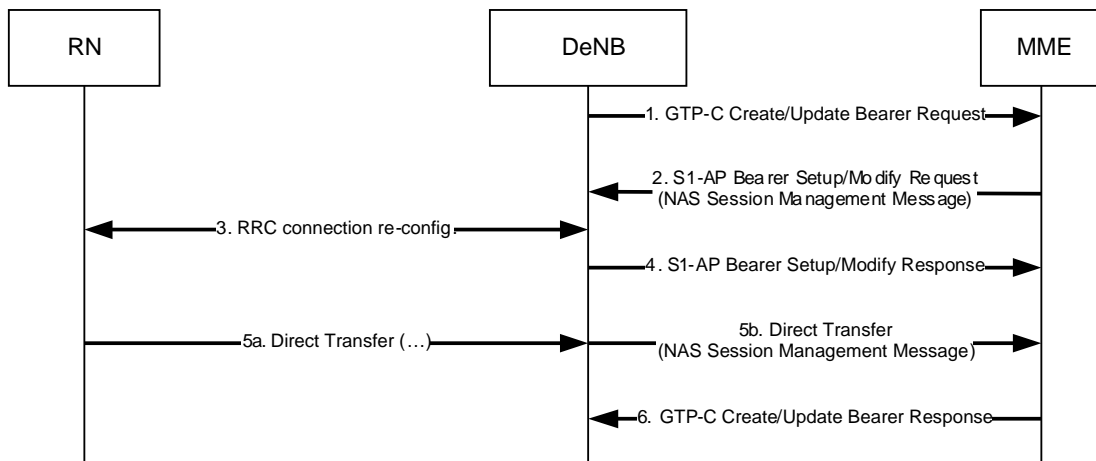 RN
DeNB
MME
1. GTP-C Create/Update Bearer Request
2. S1-AP Bearer Setup/Modify Request
(NAS Session Management Message)
3. RRC connection re-config.
4. S1-AP Bearer Setup/Modify Response
5a. Direct Transfer (…)
5b. Direct Transfer
(NAS Session Management Message)
6. GTP-C Create/Update Bearer Response